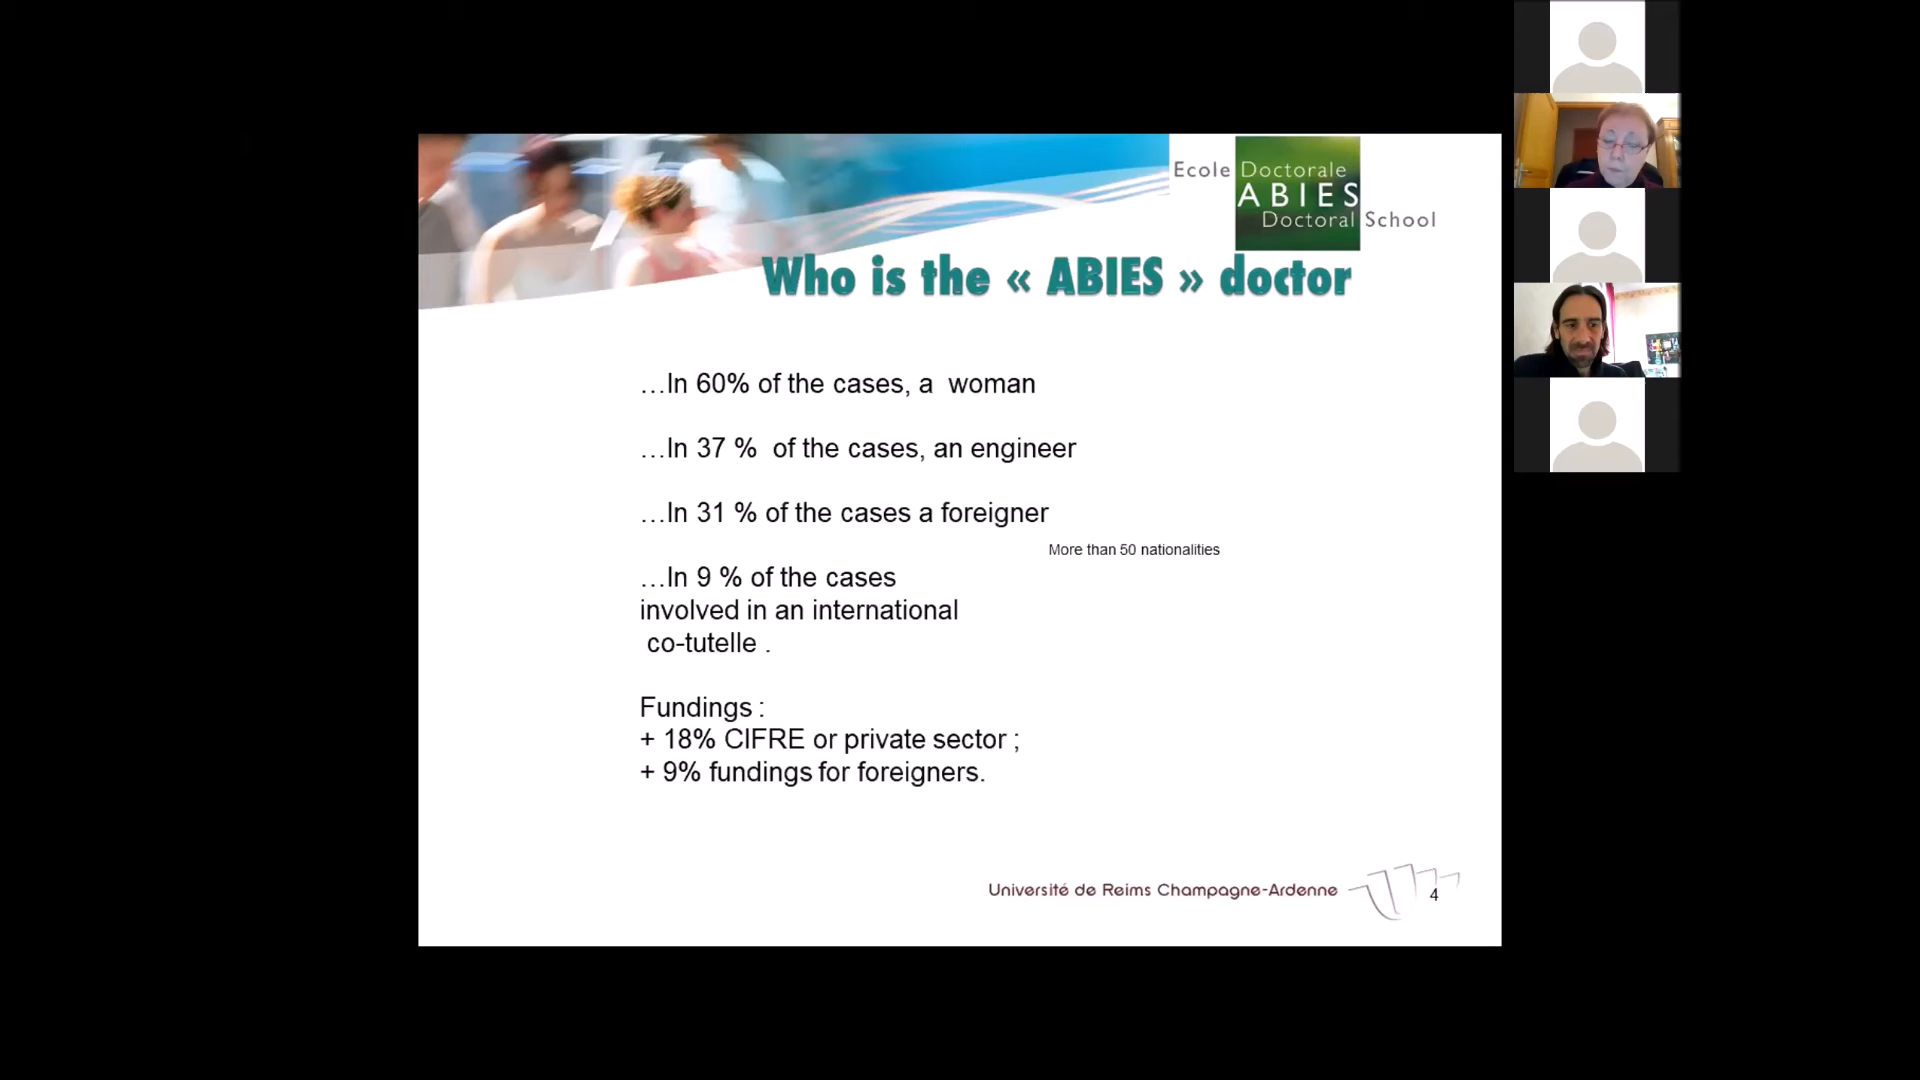 Ecole Doctorale
ABIES
Doctoral School
Who is the « ABIES » doctor
…In 60% of the cases, a  woman
…In 37 %  of the cases, an engineer
…In 31 % of the cases a foreigner
More than 50 nationalities
…In 9 % of the cases
involved in an international
co-tutelle .
Fundings :
+ 18% CIFRE or private sector ;
+ 9% fundings for foreigners.
Université de Reims Champagne-Ardenne
4